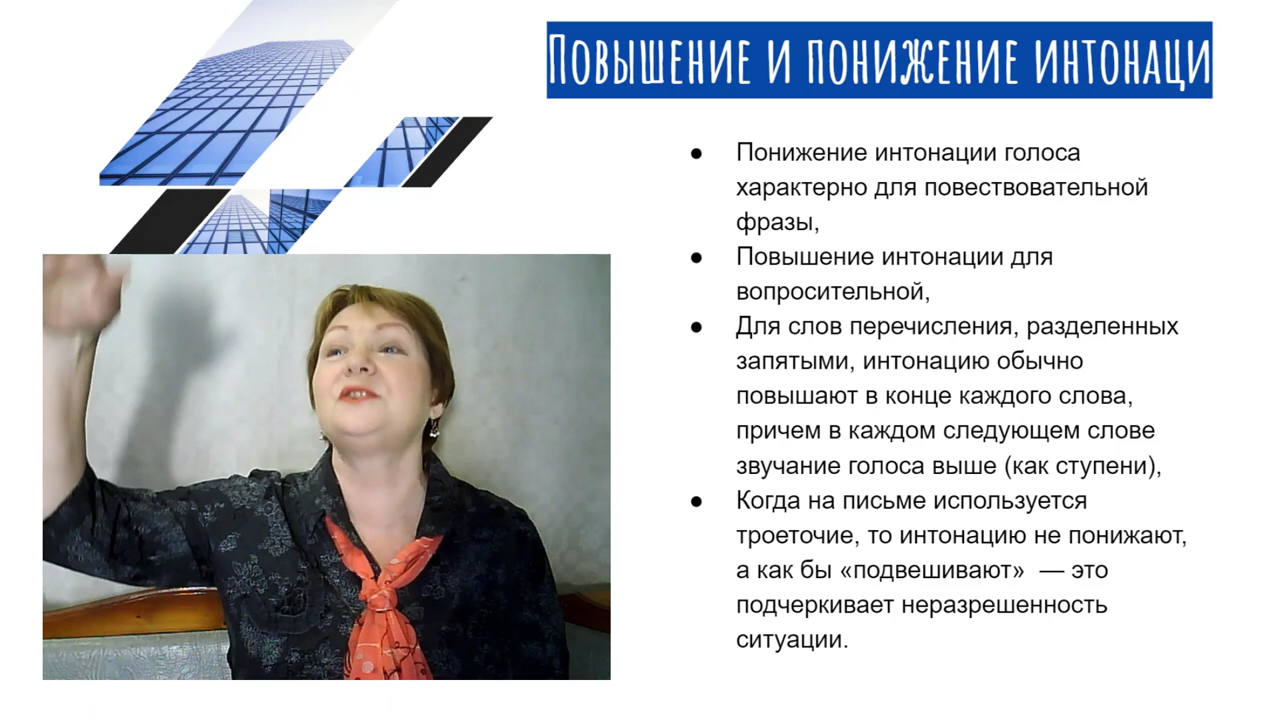 Повышение и понижение интонаци
● Понижение интонации голоса
характерно для повествовательной
фразы,
● Повышение интонации для
вопросительной,
● Для слов перечисления, разделенных
запятыми, интонацию обычно
повышают в конце каждого слова,
причем в каждом следующем слове
звучание голоса выше (как ступени),
● Когда на письме используется
троеточие, то интонацию не понижают,
а как бы «подвешивают»  — это
подчеркивает неразрешенность
ситуации.